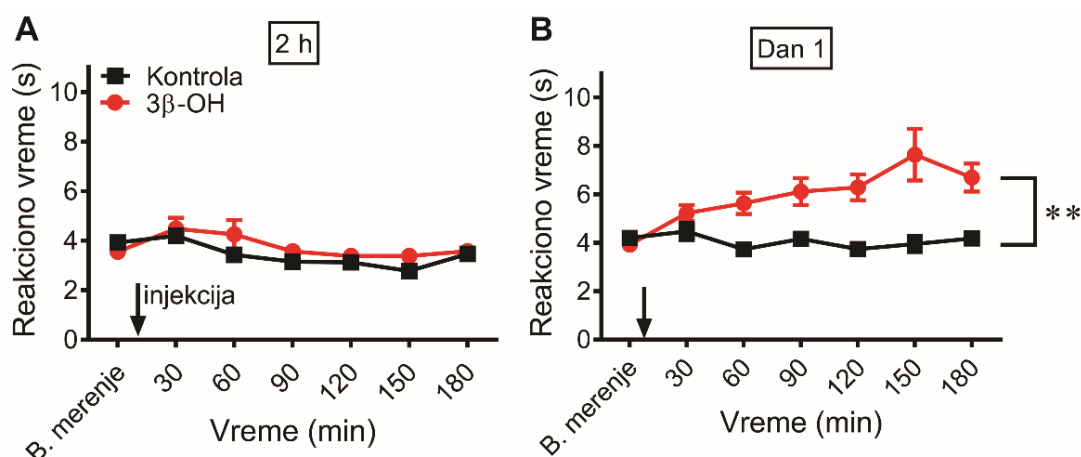 A
2 h
Kontrola
3β-OH
Reakciono vreme (s)
10
8
6
4
2
0
injekcija
B. merenje
30
60
90
120
150
180
Vreme (min)
B
Dan 1
Reakciono vreme (s)
10
8
6
4
2
0
**
B. merenje
30
60
90
120
150
180
Vreme (min)